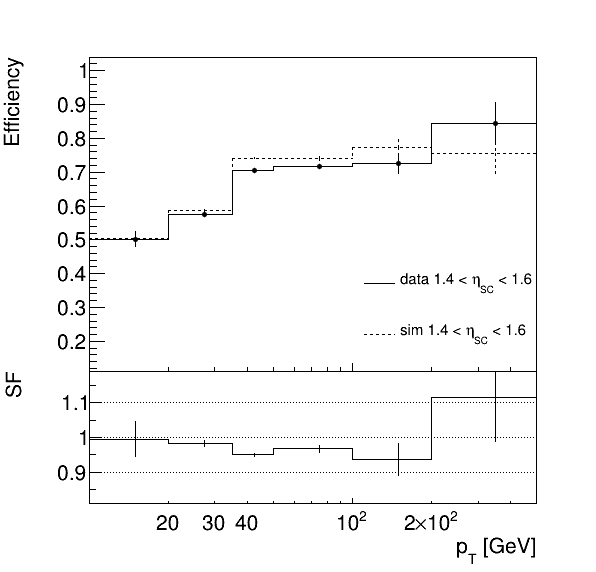 Efficiency
1
0.9
0.8
0.7
0.6
0.5
0.4
0.3
0.2
data 1.4 < η_SC < 1.6
sim 1.4 < η_SC < 1.6
SF
1.1
1
0.9
20 30 40 10² 2×10²
p_T [GeV]